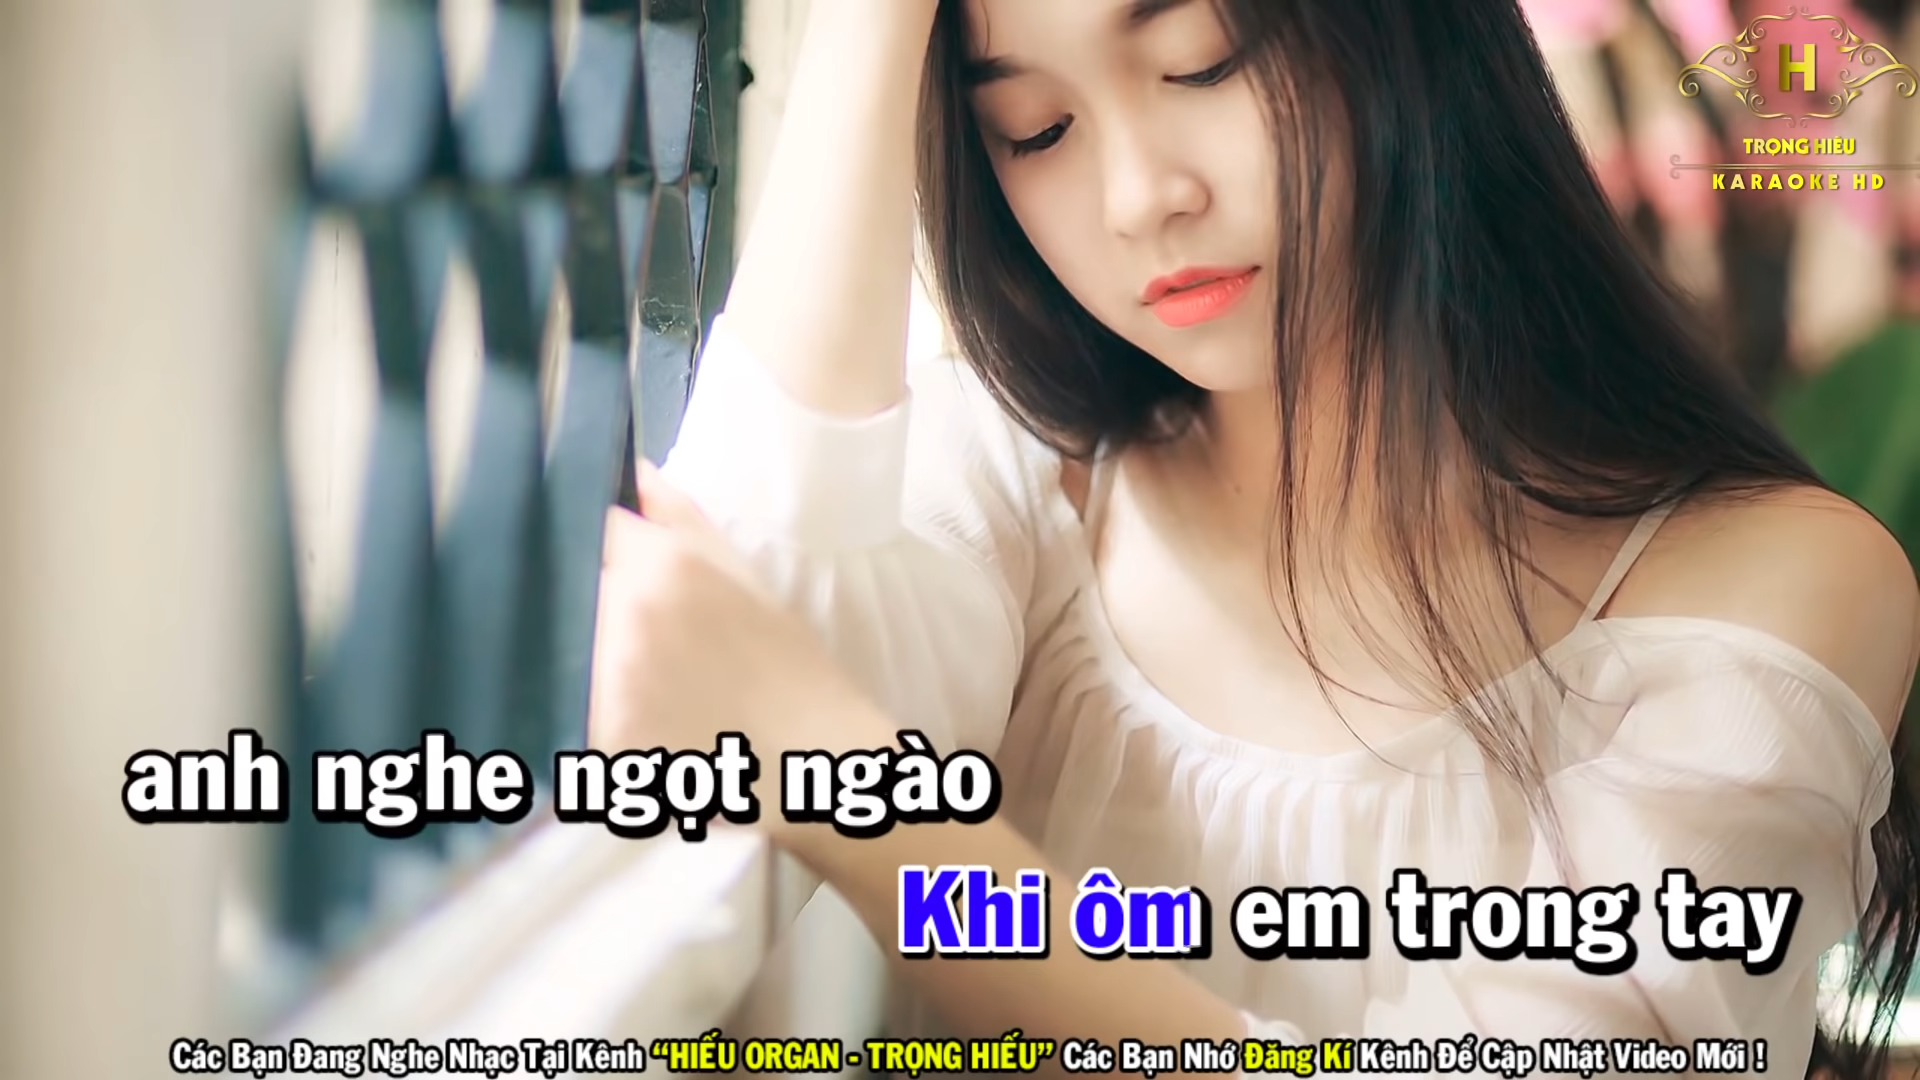 H
TRỌNG HIẾU
KARAOKE HD
anh nghe ngọt ngào
Khi ôm em trong tay
Các Bạn Đang Nghe Nhạc Tại Kênh “HIẾU ORGAN - TRỌNG HIẾU” Các Bạn Nhớ Đăng Kí Kênh Để Cập Nhật Video Mới !